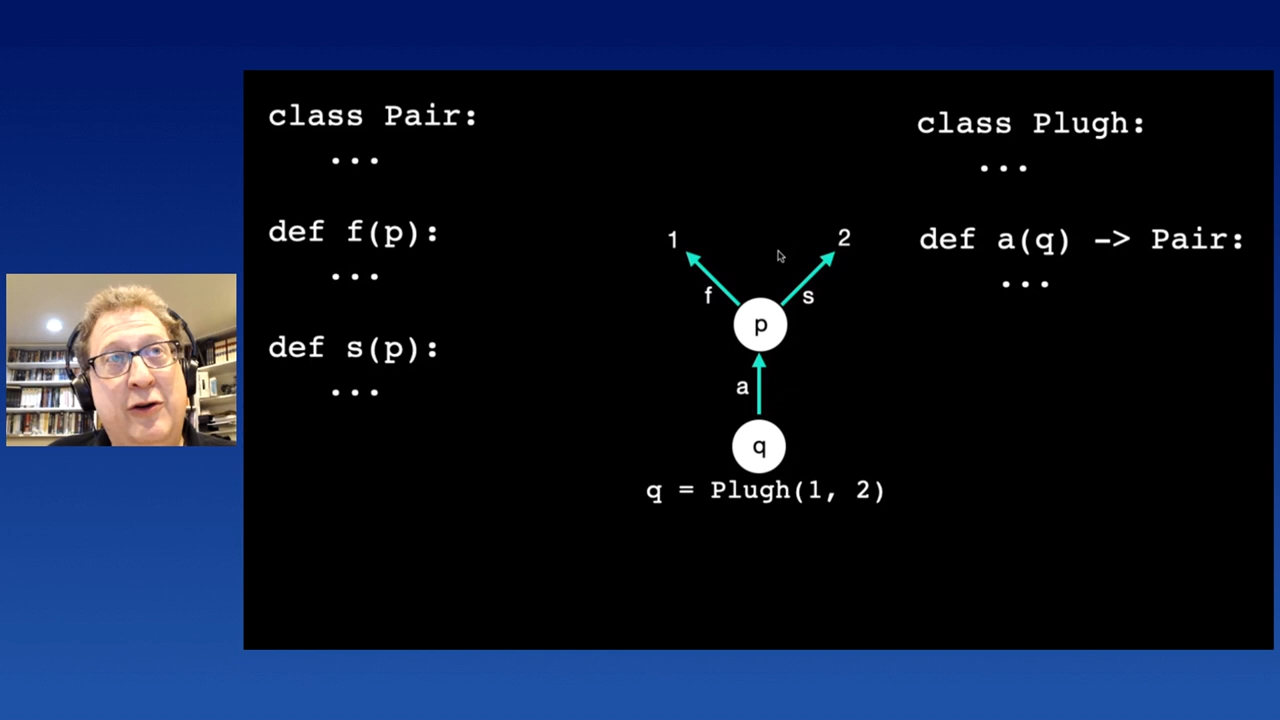 class Pair:
...
def f(p):
...
def s(p):
...
1
2
f
s
p
a
q
q = Plugh(1, 2)
class Plugh:
...
def a(q) -> Pair:
...